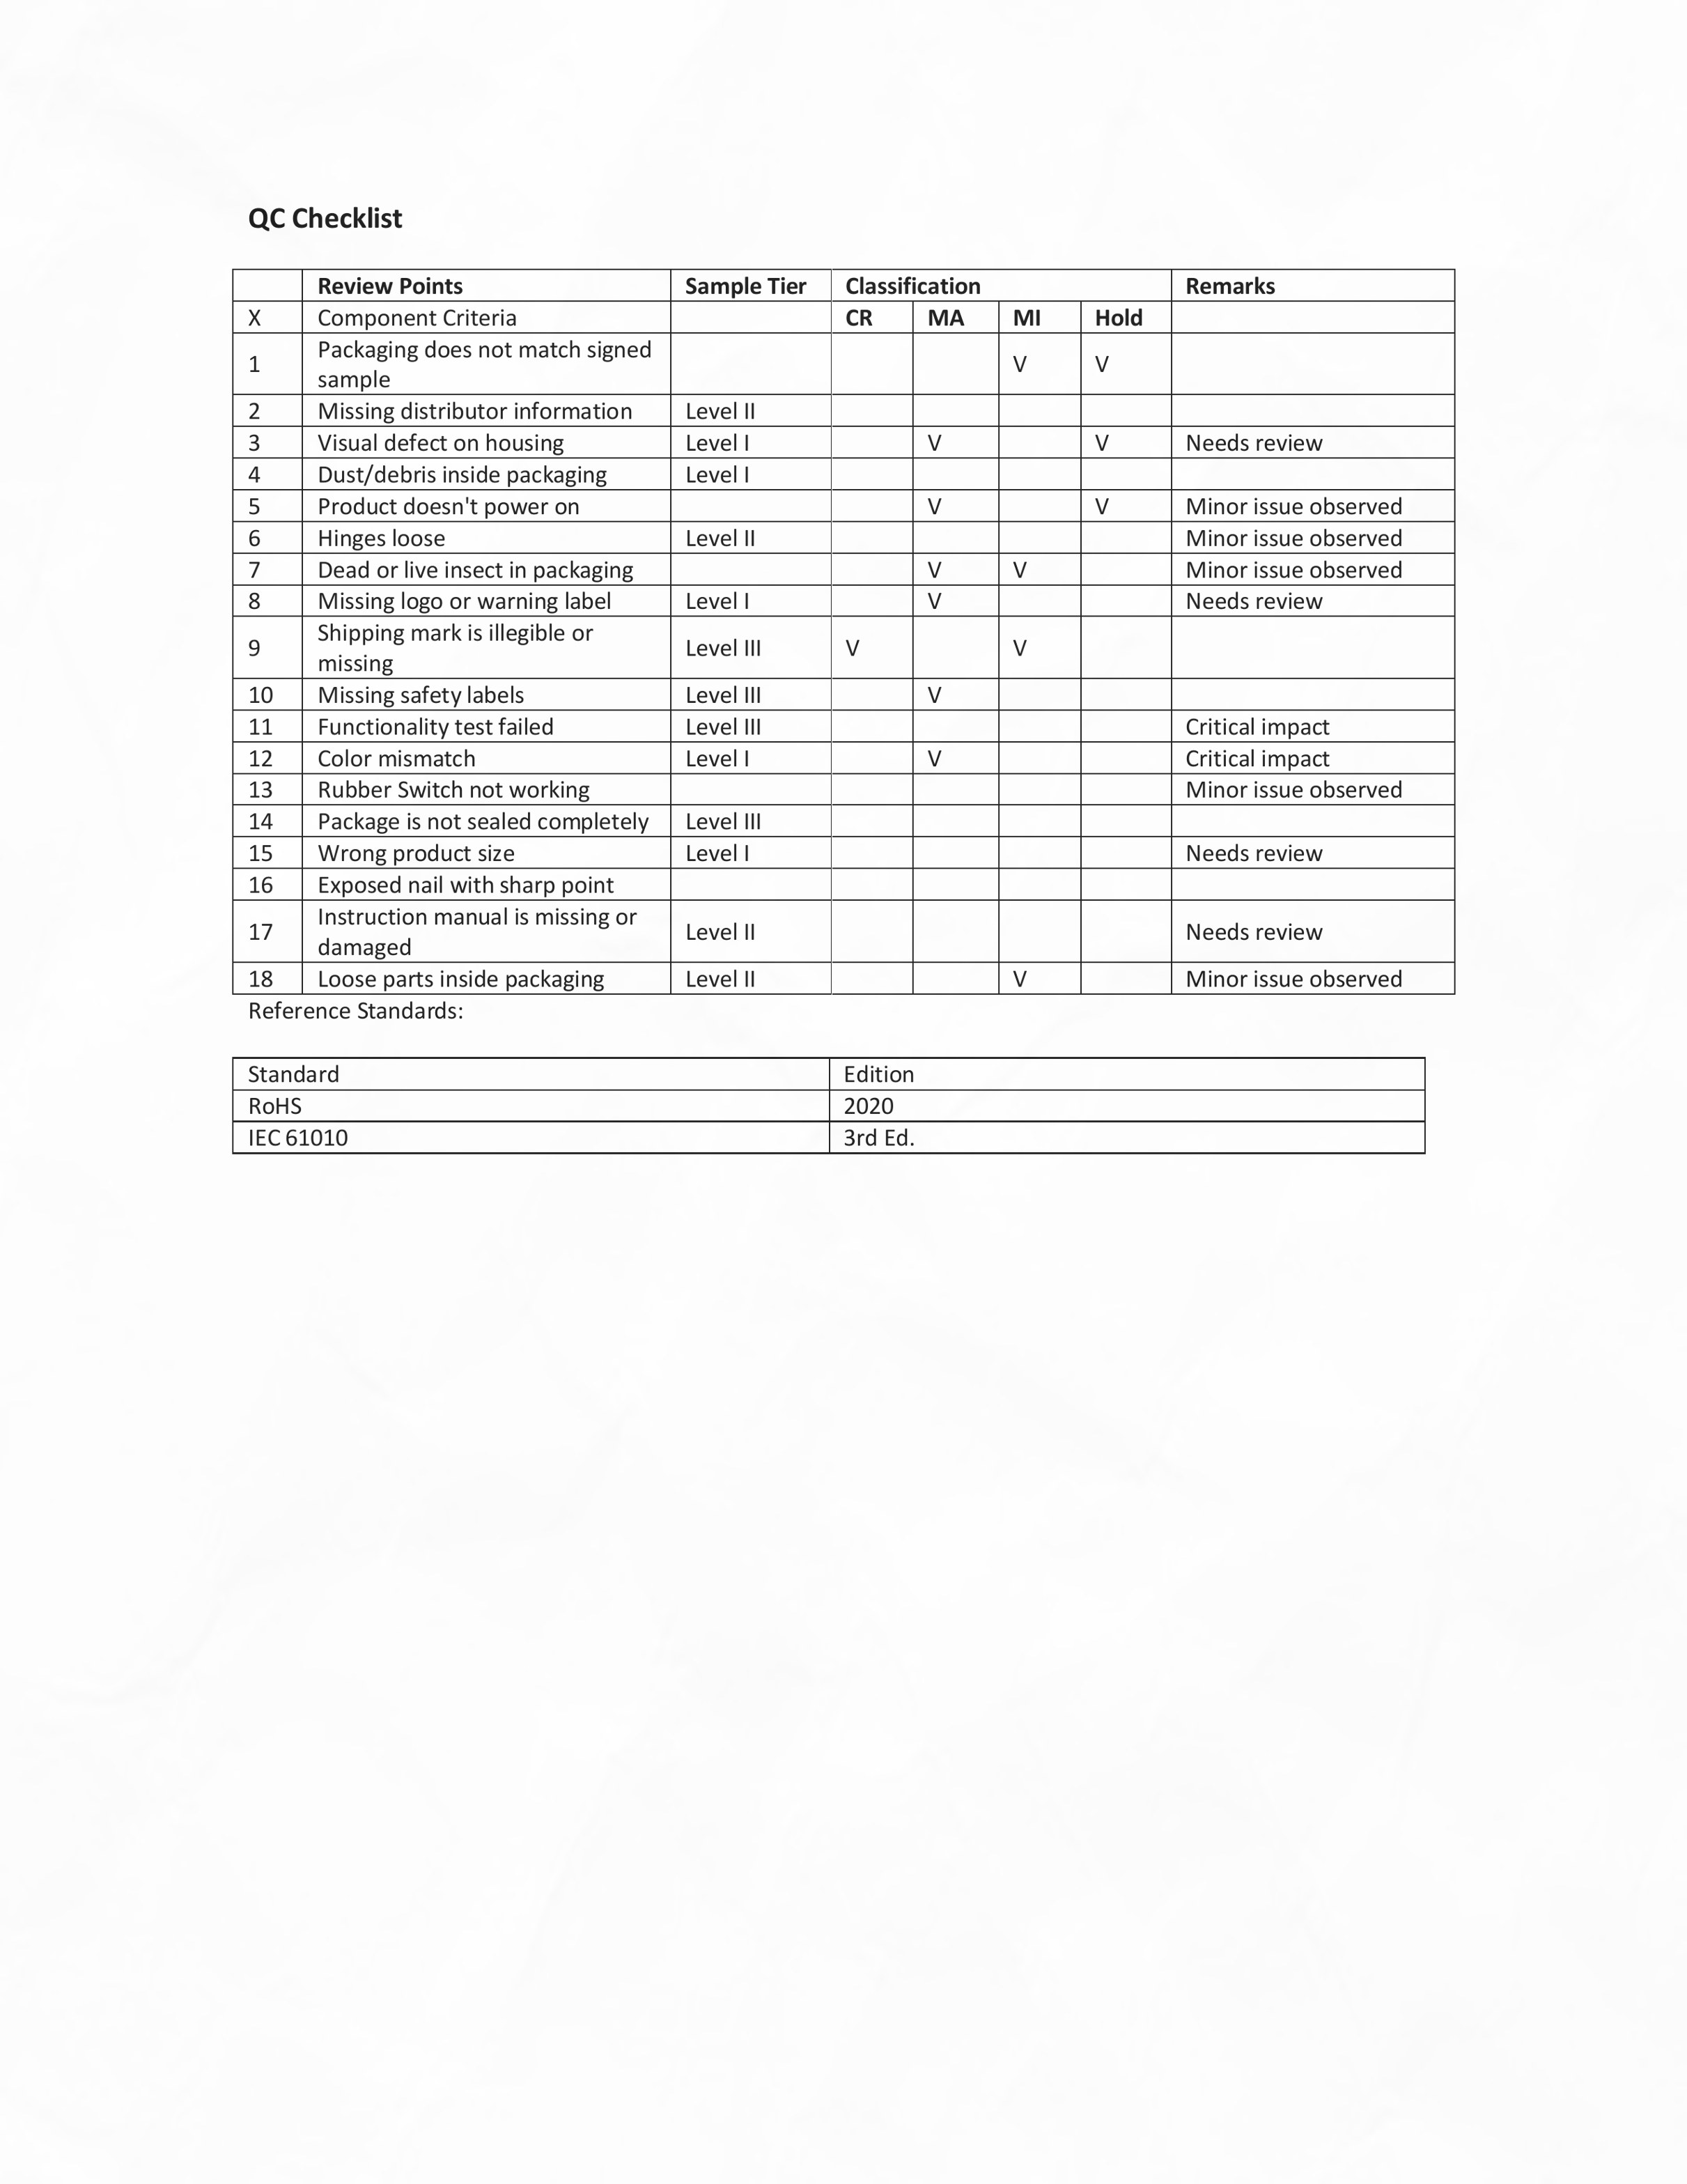 QC Checklist
Review Points Sample Tier Classification Remarks
X Component Criteria CR MA MI Hold
1 Packaging does not match signed
sample V V
2 Missing distributor information Level II
3 Visual defect on housing Level I V V Needs review
4 Dust/debris inside packaging Level I
5 Product doesn't power on V V Minor issue observed
6 Hinges loose Level II Minor issue observed
7 Dead or live insect in packaging V V Minor issue observed
8 Missing logo or warning label Level I V Needs review
9 Shipping mark is illegible or
missing Level III V V
10 Missing safety labels Level III V
11 Functionality test failed Level III Critical impact
12 Color mismatch Level I V Critical impact
13 Rubber Switch not working Minor issue observed
14 Package is not sealed completely Level III
15 Wrong product size Level I Needs review
16 Exposed nail with sharp point
17 Instruction manual is missing or
damaged Level II Needs review
18 Loose parts inside packaging Level II V Minor issue observed
Reference Standards:
Standard Edition
RoHS 2020
IEC 61010 3rd Ed.